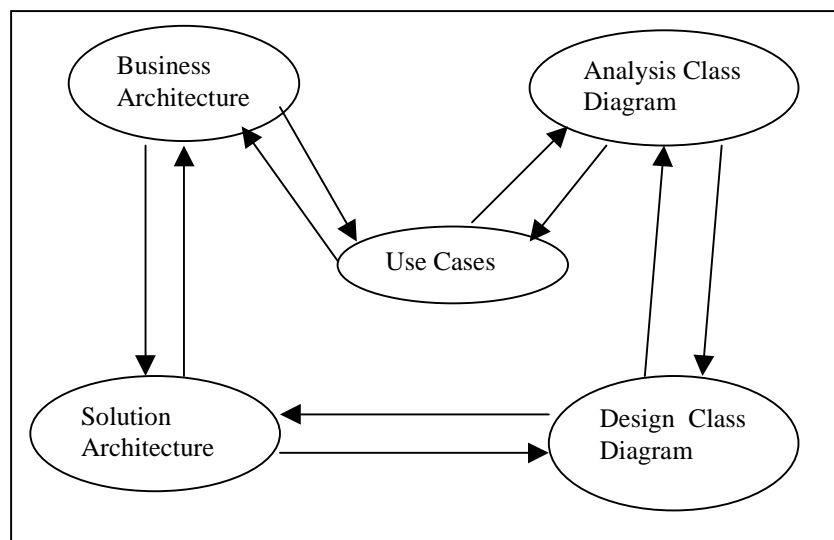 Business
Architecture
Analysis Class
Diagram
Use Cases
Solution
Architecture
Design Class
Diagram